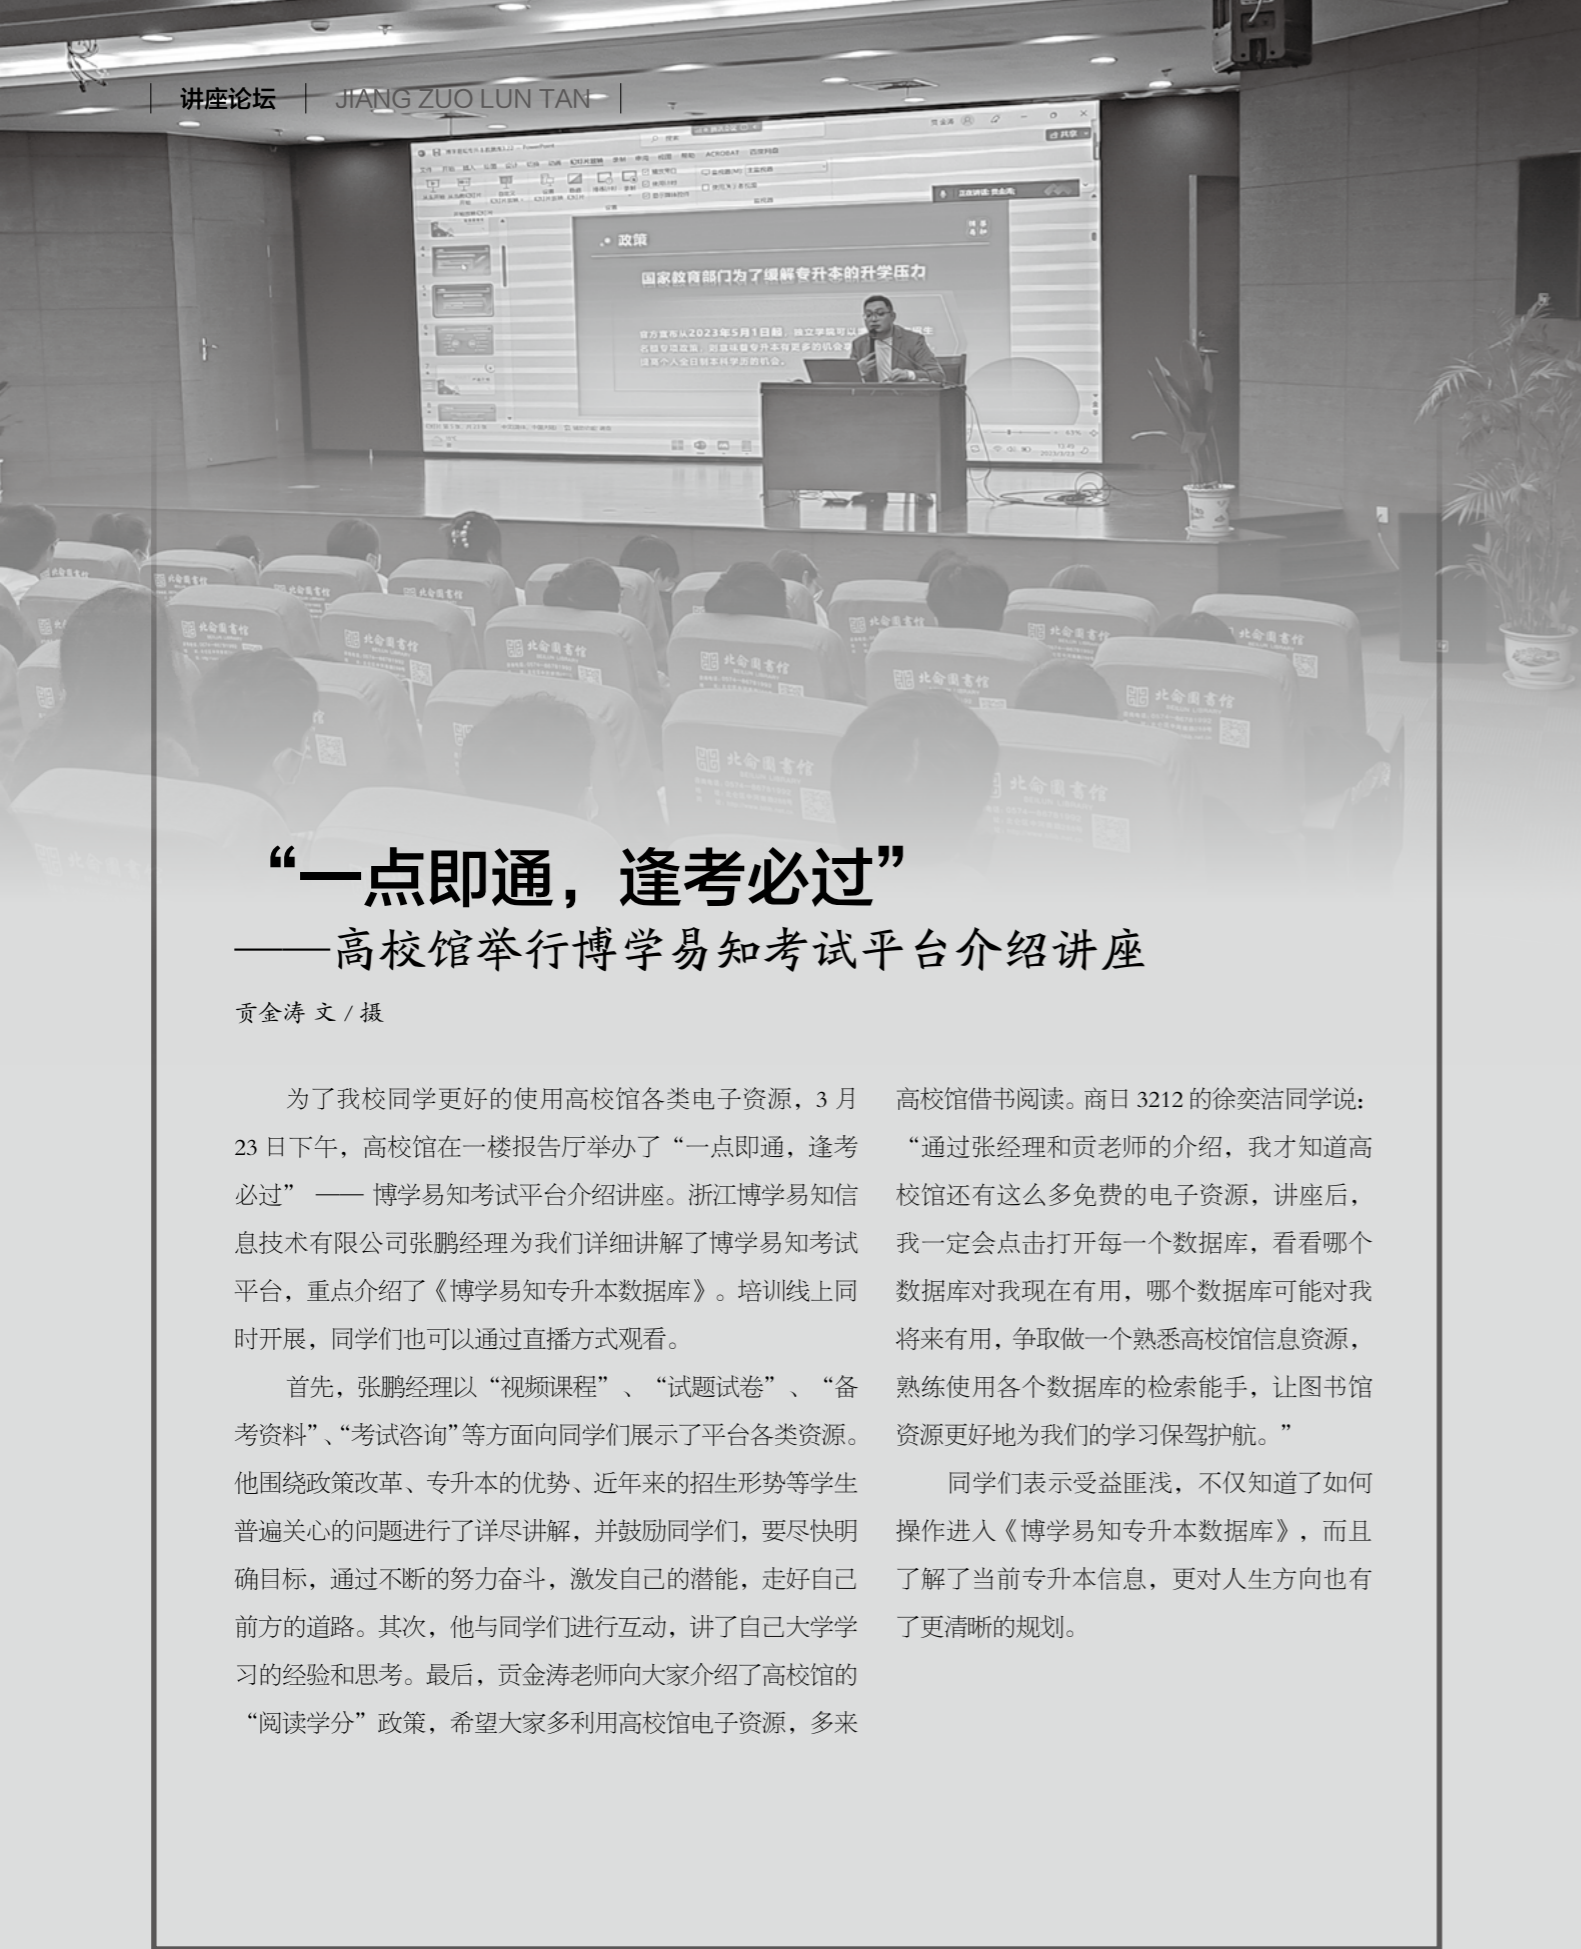 讲座论坛
JIANG ZUO LUN TAN
政策
国家教育部门为了缓解专升本的升学压力
官方宣布从2023年5月1日起，独立学院可以
北仑图书馆
BEILUN LIBRARY
“一点即通，逢考必过”
——高校馆举行博学易知考试平台介绍讲座
贡金涛 文 / 摄
为了我校同学更好的使用高校馆各类电子资源，3 月
23 日下午，高校馆在一楼报告厅举办了“一点即通，逢考
必过” —— 博学易知考试平台介绍讲座。浙江博学易知信
息技术有限公司张鹏经理为我们详细讲解了博学易知考试
平台，重点介绍了《博学易知专升本数据库》。培训线上同
时开展，同学们也可以通过直播方式观看。
首先，张鹏经理以“视频课程”、“试题试卷”、“备
考资料”、“考试咨询”等方面向同学们展示了平台各类资源。
他围绕政策改革、专升本的优势、近年来的招生形势等学生
普遍关心的问题进行了详尽讲解，并鼓励同学们，要尽快明
确目标，通过不断的努力奋斗，激发自己的潜能，走好自己
前方的道路。其次，他与同学们进行互动，讲了自己大学学
习的经验和思考。最后，贡金涛老师向大家介绍了高校馆的
“阅读学分”政策，希望大家多利用高校馆电子资源，多来
高校馆借书阅读。商日 3212 的徐奕洁同学说：
“通过张经理和贡老师的介绍，我才知道高
校馆还有这么多免费的电子资源，讲座后，
我一定会点击打开每一个数据库，看看哪个
数据库对我现在有用，哪个数据库可能对我
将来有用，争取做一个熟悉高校馆信息资源，
熟练使用各个数据库的检索能手，让图书馆
资源更好地为我们的学习保驾护航。”
同学们表示受益匪浅，不仅知道了如何
操作进入《博学易知专升本数据库》，而且
了解了当前专升本信息，更对人生方向也有
了更清晰的规划。